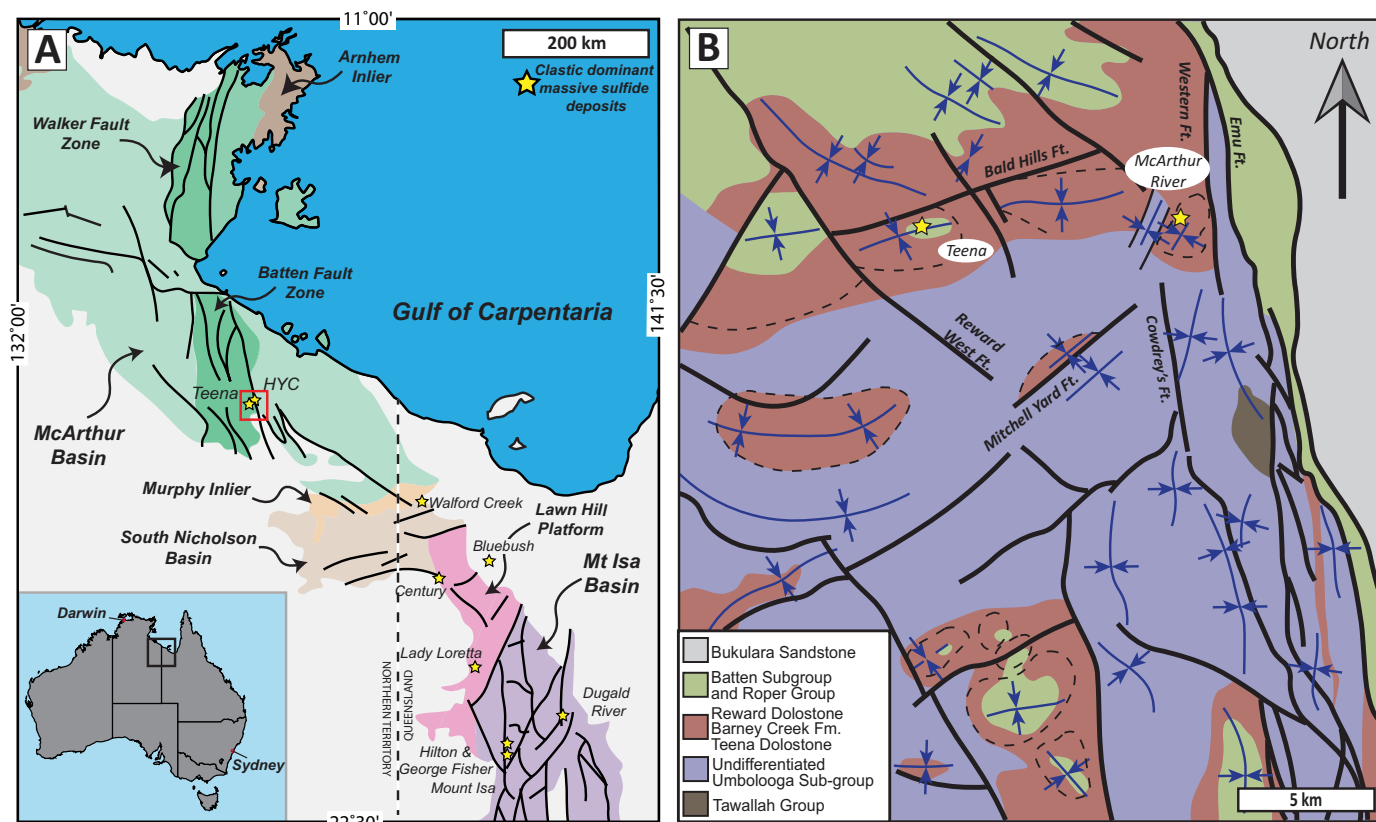 A
11°00'
200 km
Clastic dominant
massive sulfide
deposits
Arnhem
Inlier
Walker Fault
Zone
Batten Fault
Zone
Gulf of Carpentaria
132°00'
141°30'
Teena
HYC
McArthur
Basin
Murphy Inlier
Walford Creek
South Nicholson
Basin
Lawn Hill
Platform
Bluebush
Mt Isa
Basin
Century
Lady Loretta
NORTHERN TERRITORY
QUEENSLAND
Dugald
River
Hilton &
George Fisher
Mount Isa
Darwin
Sydney
22°30'
B
North
Western Ft.
Emu Ft.
Bald Hills Ft.
McArthur
River
Teena
Reward
West Ft.
Mitchell Yard Ft.
Cowdrey's Ft.
Bukulara Sandstone
Batten Subgroup
and Roper Group
Reward Dolostone
Barney Creek Fm.
Teena Dolostone
Undifferentiated
Umbolooga Sub-group
Tawallah Group
5 km